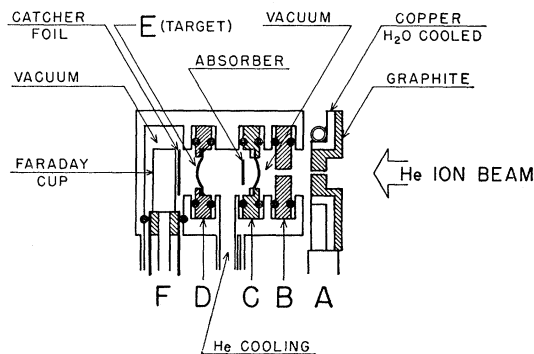 CATCHER
FOIL
E (TARGET)
VACUUM
COPPER
H2O COOLED
ABSORBER
GRAPHITE
VACUUM
FARADAY
CUP
He ION BEAM
F D C B A
He COOLING